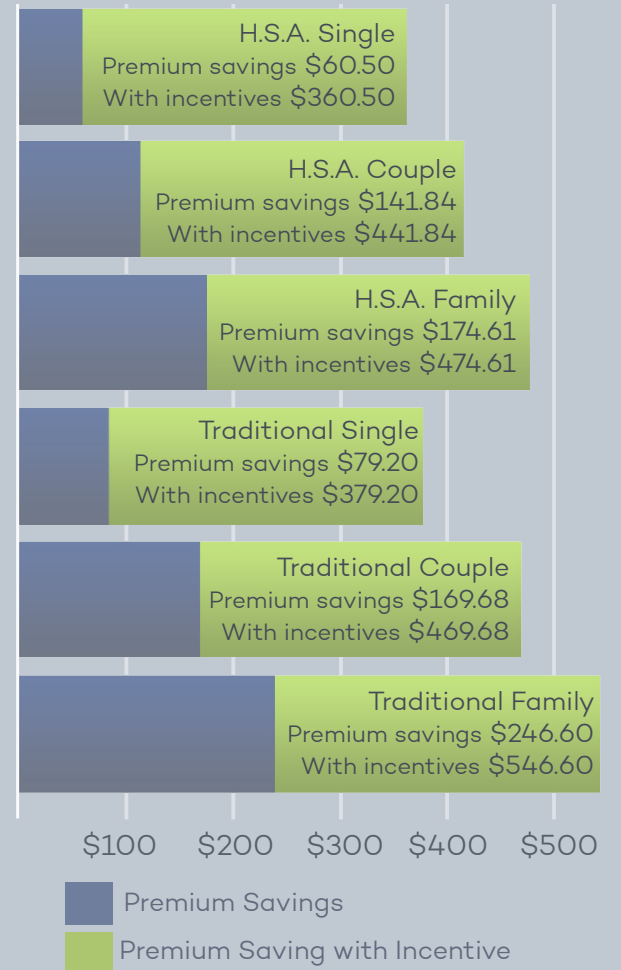 H.S.A. Single
Premium savings $60.50
With incentives $360.50
H.S.A. Couple
Premium savings $141.84
With incentives $441.84
H.S.A. Family
Premium savings $174.61
With incentives $474.61
Traditional Single
Premium savings $79.20
With incentives $379.20
Traditional Couple
Premium savings $169.68
With incentives $469.68
Traditional Family
Premium savings $246.60
With incentives $546.60
$100 $200 $300 $400 $500
Premium Savings
Premium Saving with Incentive